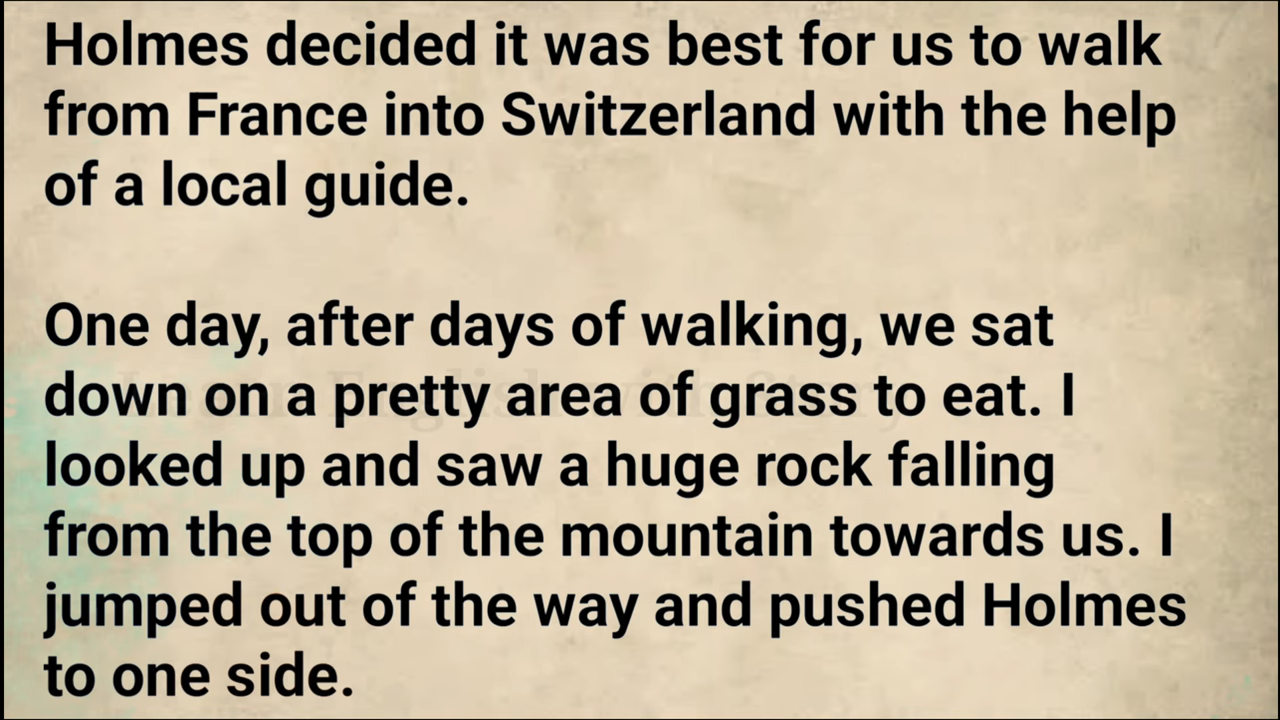 Holmes decided it was best for us to walk
from France into Switzerland with the help
of a local guide.
One day, after days of walking, we sat
down on a pretty area of grass to eat. I
looked up and saw a huge rock falling
from the top of the mountain towards us. I
jumped out of the way and pushed Holmes
to one side.